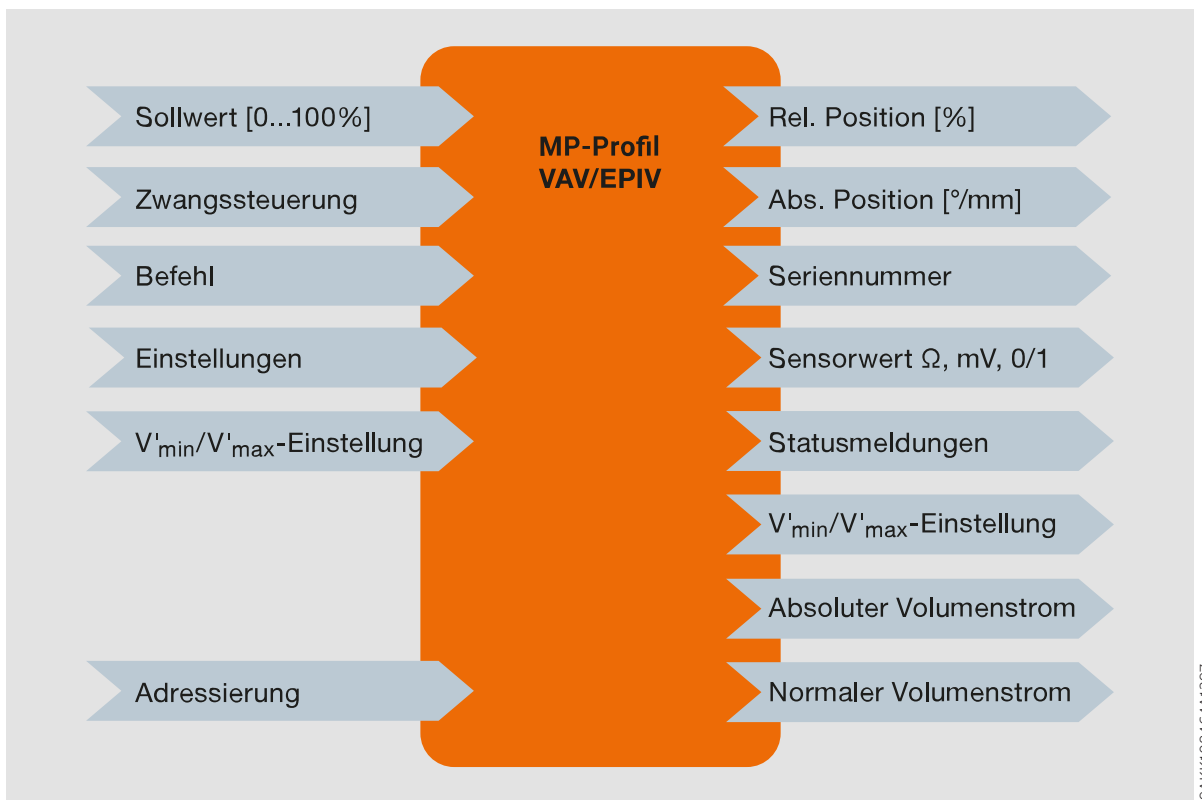 MP-Profil
VAV/EPIV
Sollwert [0...100%]
Zwangssteuerung
Befehl
Einstellungen
V'min/V'max-Einstellung
Adressierung
Rel. Position [%]
Abs. Position [°/mm]
Seriennummer
Sensorwert Ω, mV, 0/1
Statusmeldungen
V'min/V'max-Einstellung
Absoluter Volumenstrom
Normaler Volumenstrom